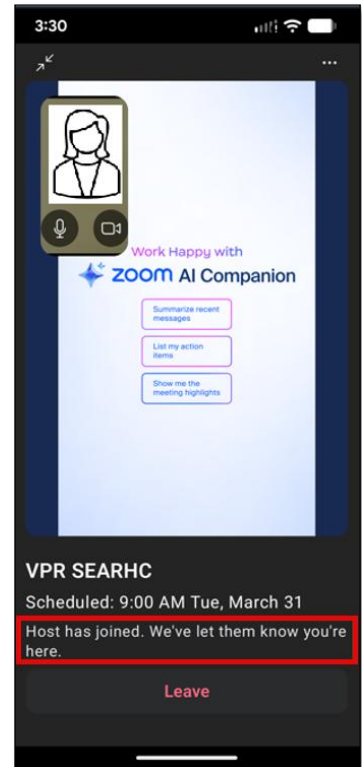 3:30
Work Happy with
zoom AI Companion
Summarize recent
messages
List my action
items
Show me the
meeting highlights
VPR SEARHC
Scheduled: 9:00 AM Tue, March 31
Host has joined. We've let them know you're
here.
Leave